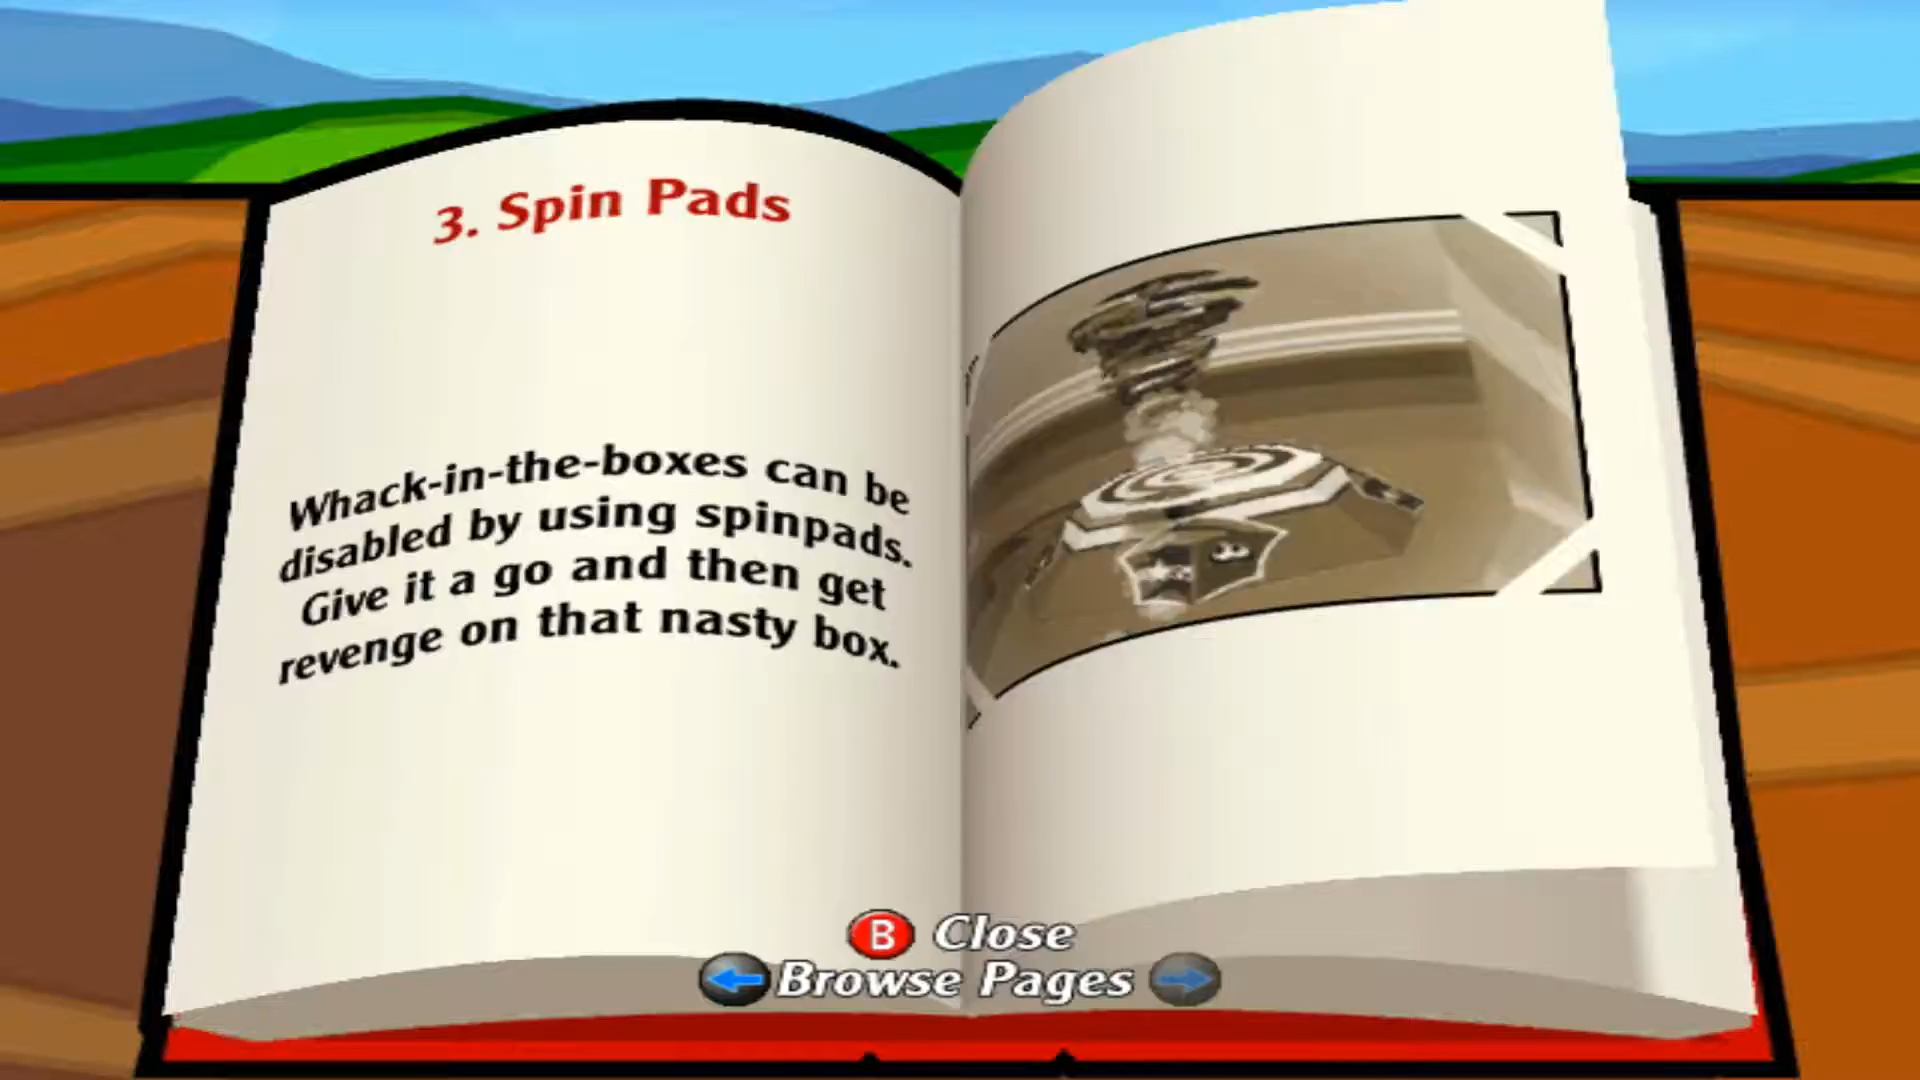 3. Spin Pads
Whack-in-the-boxes can be
disabled by using spinpads.
Give it a go and then get
revenge on that nasty box.
B Close
Browse Pages